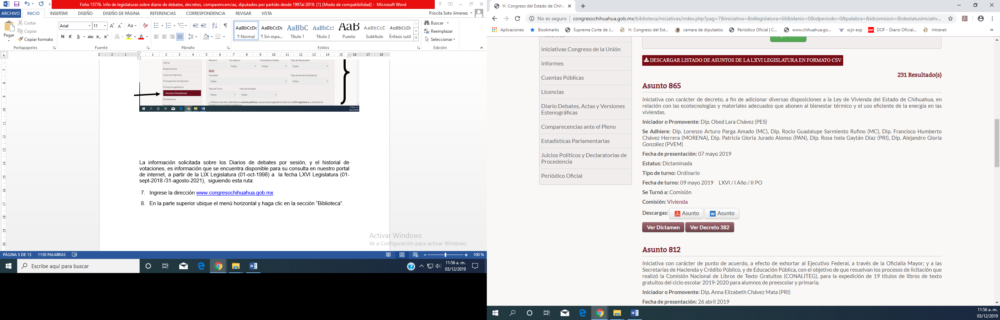 Folio 15776. Info de legislaturas sobre diario de debates, decretos, comparencencias, diputados por partido desde 1997al 2019. (1) [Modo de compatibilidad] - Microsoft Word
ARCHIVO INICIO INSERTAR DISEÑO DISEÑO DE PÁGINA REFERENCIAS CORRESPONDENCIA REVISAR VISTA Priscila Soto Jimenez
Pegar
Cortar
Copiar
Copiar formato
Portapapeles
Arial 11
Fuente
Párrafo
AaBbCcDc AaBbCcDc AaBbC AaBbCcI AaB AaBbCcD AaBbCcDc
¶ Normal ¶ Sin espa... Título 1 Título 2 Puesto Subtítulo Énfasis sutil
Estilos
Buscar
Reemplazar
Seleccionar
Edición
Libros
Reglamentos
Leyes de Ingresos
Presupuesto de Egresos
Proceso Legislativo
Asuntos (Iniciativas)
Dictámenes
Número Turnadas a Comisiones Unidas Tipo de Resolución
Todos Todas Todos
Comisión Tipo de Asunto (Iniciativa)
Todas Todos
Tipo de Turno Tipo de Iniciador
Todos Todos
Mostrar asuntos referentes a cuentas públicas cuyo proceso legislativo inició en la LXV Legislatura, y continúa en
11:54 a. m.
03/12/2019
La información solicitada sobre los Diarios de debates por sesión, y el historial de
votaciones, es información que se encuentra disponible para su consulta en nuestro portal
de internet, a partir de la LIX Legislatura (01-oct-1998) a la fecha LXVI Legislatura (01-
sept-2018 /31-agosto-2021), siguiendo esta ruta:
7. Ingrese la dirección www.congresochihuahua.gob.mx
8. En la parte superior ubique el menú horizontal y haga clic en la sección “Biblioteca”.
Activar Windows
Ve a Configuración para activar Windows.
PÁGINA 5 DE 13 1150 PALABRAS 100 %
Escribe aquí para buscar
11:56 a. m.
03/12/2019
H. Congreso del Estado de Chihu
No es seguro | congresochihuahua.gob.mx/biblioteca/iniciativas/index.php?pag=7&iniciativa=&idlegislatura=66&idanio=0&idperiodo=0&palabra=&idcomision=&idestatusiniciativ...
Aplicaciones Bookmarks Suprema Corte de J... H. Congreso del Est... camara de diputados Periódico Oficial | C... www.chihuahua.go... scjn exp DOF - Diario Oficial... Intranet
Iniciativas Congreso de la Unión
Informes
Cuentas Públicas
Licencias
Diario Debates, Actas y Versiones
Estenográficas
Comparecencias ante el Pleno
Estadísticas Parlamentarias
Juicios Políticos y Declaratorias de
Procedencia
Periódico Oficial
DESCARGAR LISTADO DE ASUNTOS DE LA LXVI LEGISLATURA EN FORMATO CSV
231 Resultado(s)
Asunto 865
Iniciativa con carácter de decreto, a fin de adicionar diversas disposiciones a la Ley de Vivienda del Estado de Chihuahua, en
relación con las ecotecnologías y materiales adecuados que abonen al bienestar térmico y el uso eficiente de la energía en las
viviendas.
Iniciador o Promovente: Dip. Obed Lara Chávez (PES)
Se Adhiere: Dip. Lorenzo Arturo Parga Amado (MC), Dip. Rocio Guadalupe Sarmiento Rufino (MC), Dip. Francisco Humberto
Chávez Herrera (MORENA), Dip. Patricia Gloria Jurado Alonso (PAN), Dip. Rosa Isela Gaytán Díaz (PRI), Dip. Alejandro Gloria
González (PVEM)
Fecha de presentación: 07 mayo 2019
Estatus: Dictaminada
Tipo de turno: Ordinario
Fecha de turno: 09 mayo 2019 LXVI / I Año / II PO
Se Turnó a: Comisión
Comisión: Vivienda
Descargas: Asunto Asunto
Ver Dictamen Ver Decreto 382
Asunto 812
Iniciativa con carácter de punto de acuerdo, a efecto de exhortar al Ejecutivo Federal, a través de la Oficialía Mayor; y a las
Secretarías de Hacienda y Crédito Público, y de Educación Pública, con el objetivo de que resuelvan los procesos de licitación que
realizó la Comisión Nacional de Libros de Texto Gratuitos (CONALITEG), para la expedición de 19 títulos de libros de texto
gratuitos del ciclo escolar 2019-2020 para alumnos de preescolar y primaria.
Iniciador o Promovente: Dip. Anna Elizabeth Chávez Mata (PRI)
Fecha de presentación: 26 abril 2019
11:56 a. m.
03/12/2019